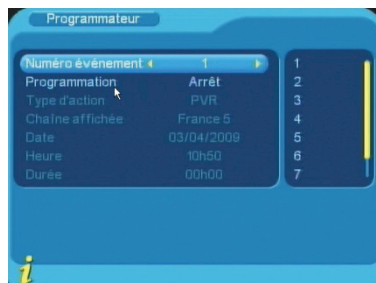 Programmateur
Numéro événement 1
Programmation Arrêt
Type d'action PVR
Chaîne affichée France 5
Date 03/04/2009
Heure 10h50
Durée 00h00
1
2
3
4
5
6
7
i